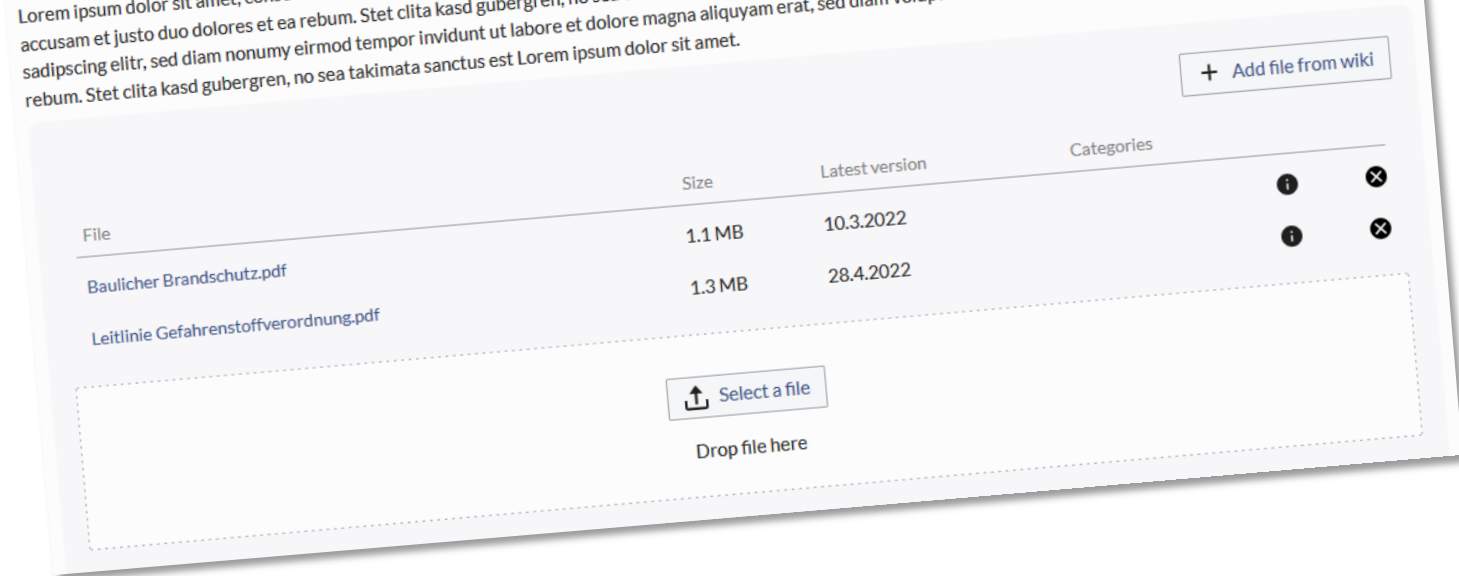 Lorem ipsum dolor sit amet,
accusam et justo duo dolores et ea rebum. Stet clita kasd gubergren, no
sadipscing elitr, sed diam nonumy eirmod tempor invidunt ut labore et dolore magna aliquyam erat, sed diam
rebum. Stet clita kasd gubergren, no sea takimata sanctus est Lorem ipsum dolor sit amet.
+ Add file from wiki
File Size Latest version Categories
Baulicher Brandschutz.pdf 1.1 MB 10.3.2022
Leitlinie Gefahrenstoffverordnung.pdf 1.3 MB 28.4.2022
Select a file
Drop file here